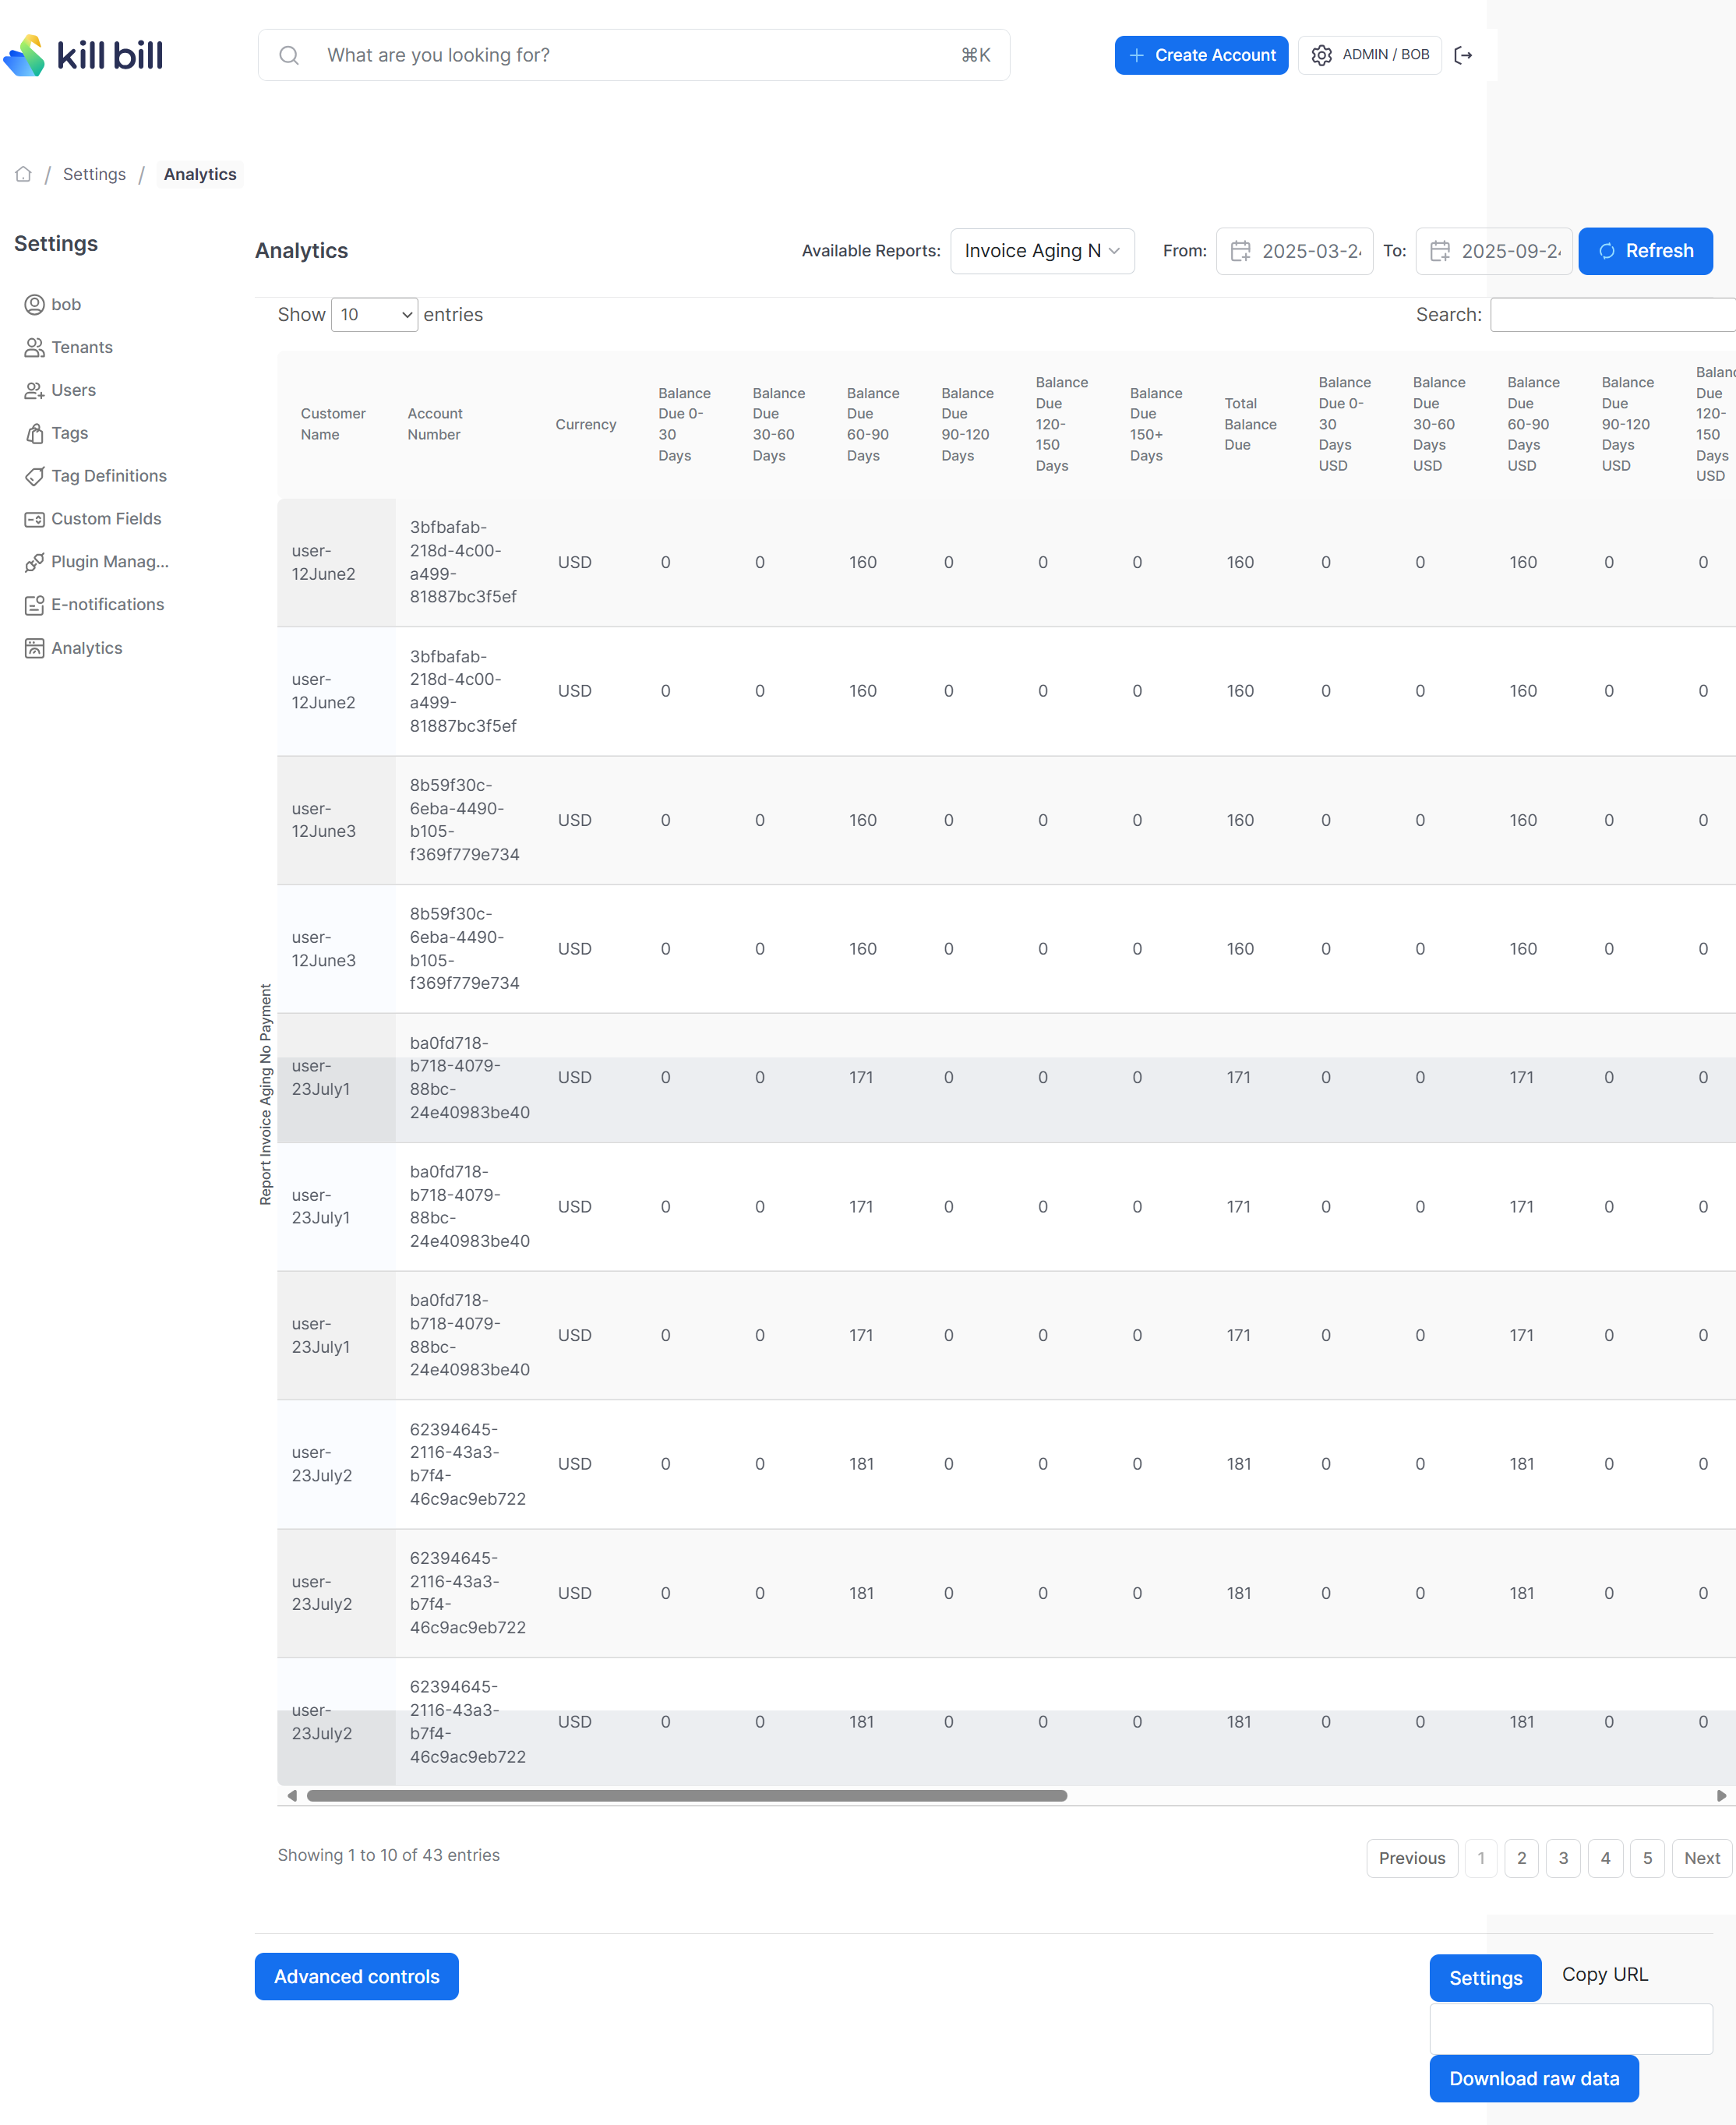 kill bill
What are you looking for?
⌘K
Create Account
ADMIN / BOB
/ Settings / Analytics
Settings
bob
Tenants
Users
Tags
Tag Definitions
Custom Fields
Plugin Manag...
E-notifications
Analytics
Analytics
Available Reports: Invoice Aging N
From: 2025-03-24
To: 2025-09-24
Refresh
Show 10 entries
Search:
Customer Name
Account Number
Currency
Balance Due 0-30 Days
Balance Due 30-60 Days
Balance Due 60-90 Days
Balance Due 90-120 Days
Balance Due 120-150 Days
Balance Due 150+ Days
Total Balance Due
Balance Due 0-30 Days USD
Balance Due 30-60 Days USD
Balance Due 60-90 Days USD
Balance Due 90-120 Days USD
Balanc Due 120-150 Days USD
user-12June2 3bfbafab-218d-4c00-a499-81887bc3f5ef USD 0 0 160 0 0 0 160 0 0 160 0 0
user-12June2 3bfbafab-218d-4c00-a499-81887bc3f5ef USD 0 0 160 0 0 0 160 0 0 160 0 0
user-12June3 8b59f30c-6eba-4490-b105-f369f779e734 USD 0 0 160 0 0 0 160 0 0 160 0 0
user-12June3 8b59f30c-6eba-4490-b105-f369f779e734 USD 0 0 160 0 0 0 160 0 0 160 0 0
user-23July1 ba0fd718-b718-4079-88bc-24e40983be40 USD 0 0 171 0 0 0 171 0 0 171 0 0
user-23July1 ba0fd718-b718-4079-88bc-24e40983be40 USD 0 0 171 0 0 0 171 0 0 171 0 0
user-23July1 ba0fd718-b718-4079-88bc-24e40983be40 USD 0 0 171 0 0 0 171 0 0 171 0 0
user-23July2 62394645-2116-43a3-b7f4-46c9ac9eb722 USD 0 0 181 0 0 0 181 0 0 181 0 0
user-23July2 62394645-2116-43a3-b7f4-46c9ac9eb722 USD 0 0 181 0 0 0 181 0 0 181 0 0
user-23July2 62394645-2116-43a3-b7f4-46c9ac9eb722 USD 0 0 181 0 0 0 181 0 0 181 0 0
Report Invoice Aging No Payment
Showing 1 to 10 of 43 entries
Previous 1 2 3 4 5 Next
Advanced controls
Settings
Copy URL
Download raw data